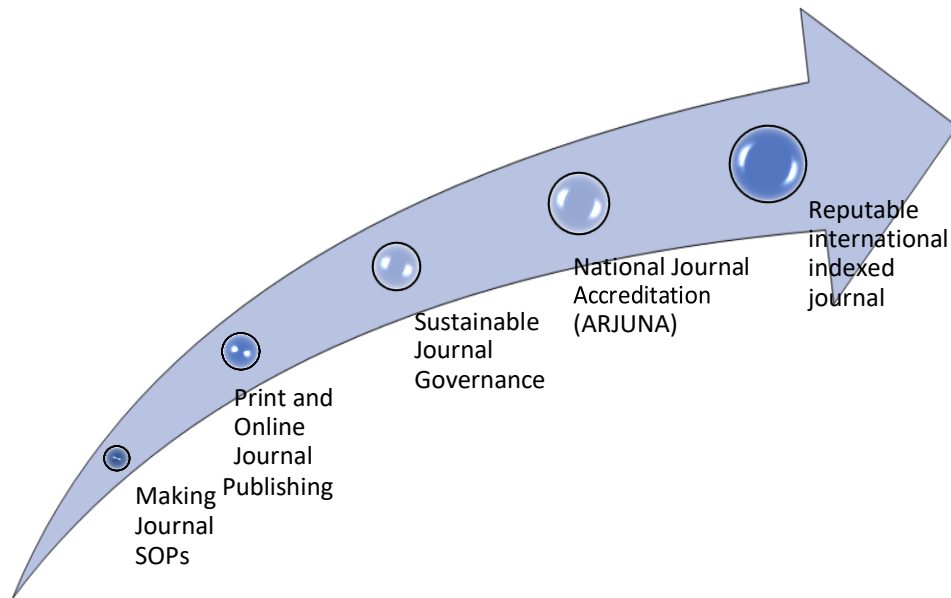 Making
Journal
SOPs
Print and
Online
Journal
Publishing
Sustainable
Journal
Governance
National Journal
Accreditation
(ARJUNA)
Reputable
international
indexed
journal